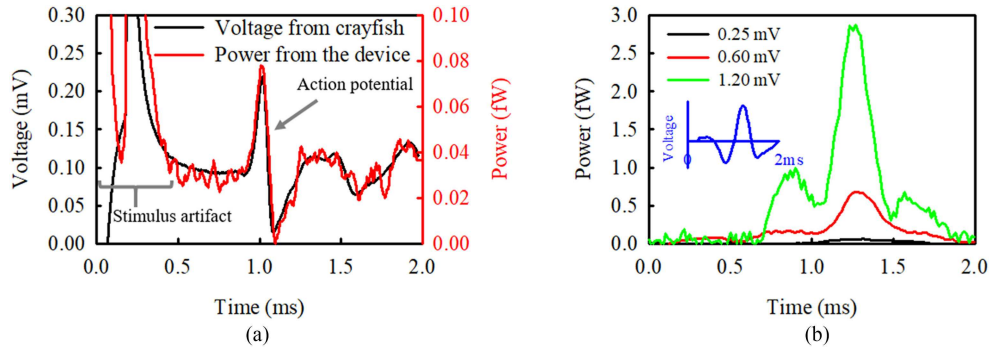 (a)
Voltage from crayfish
Power from the device
Action potential
Stimulus artifact
Voltage (mV)
0.30
0.25
0.20
0.15
0.10
0.05
0.00
Power (fW)
0.10
0.08
0.06
0.04
0.02
0.00
0.0 0.5 1.0 1.5 2.0
Time (ms)
(a)
(b)
0.25 mV
0.60 mV
1.20 mV
Power (fW)
3.0
2.5
2.0
1.5
1.0
0.5
0.0
Voltage
0
2ms
0.0 0.5 1.0 1.5 2.0
Time (ms)
(b)